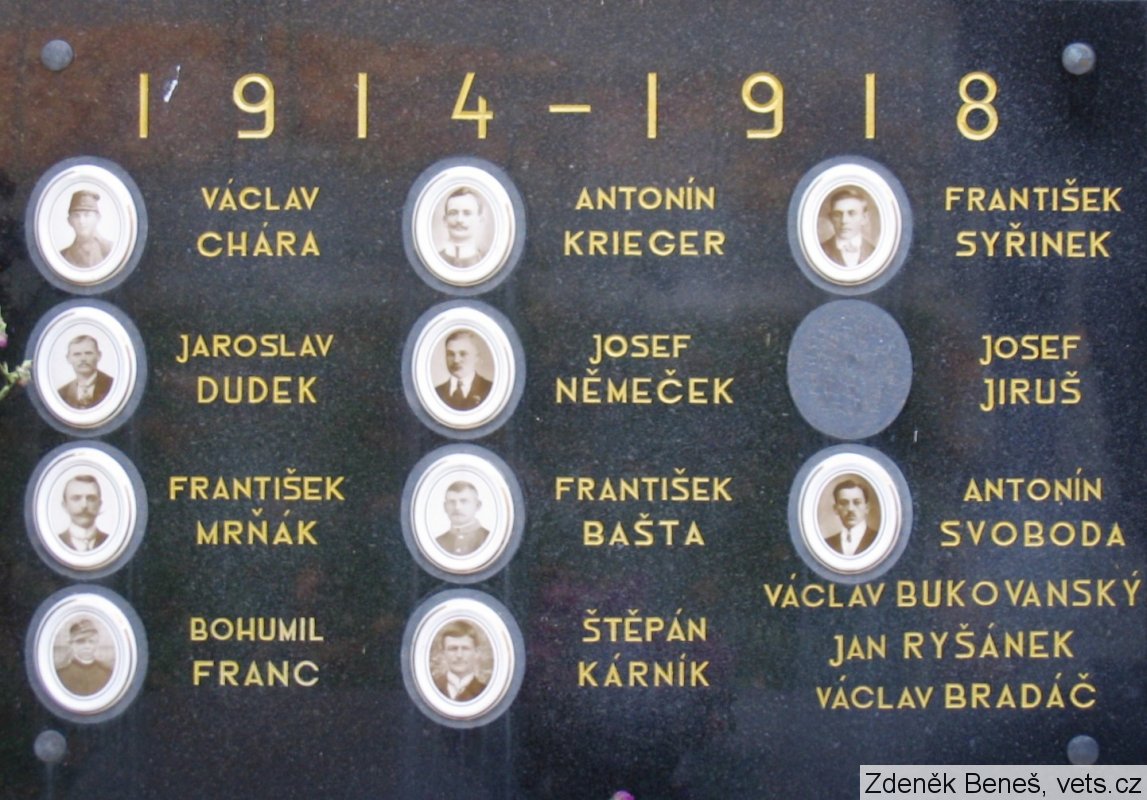 1914-1918
VÁCLAV
CHÁRA
ANTONÍN
KRIEGER
FRANTIŠEK
SYŘINEK
JAROSLAV
DUDEK
JOSEF
NĚMEČEK
JOSEF
JIRUŠ
FRANTIŠEK
MRŇÁK
FRANTIŠEK
BAŠTA
ANTONÍN
SVOBODA
BOHUMIL
FRANC
ŠTĚPÁN
KÁRNÍK
VÁCLAV BUKOVANSKÝ
JAN RYŠÁNEK
VÁCLAV BRADÁČ
Zdeněk Beneš, vets.cz